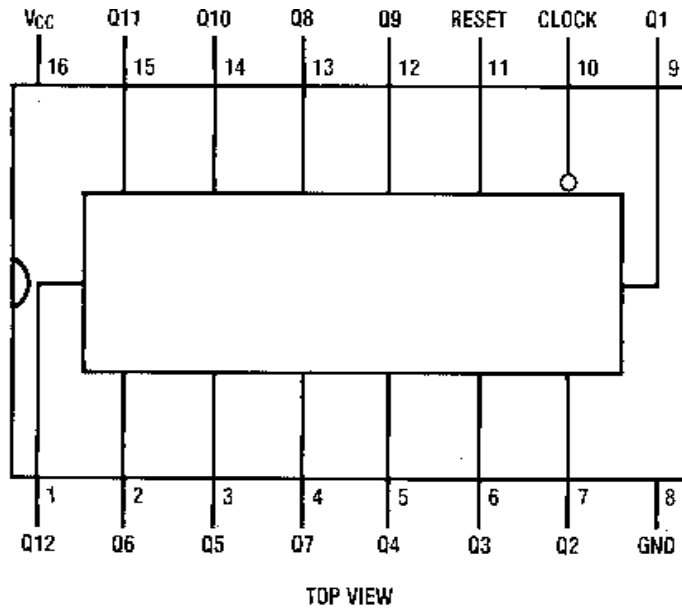 VCC Q11 Q10 Q8 Q9 RESET CLOCK Q1
16 15 14 13 12 11 10 9
1 2 3 4 5 6 7 8
Q12 Q6 Q5 Q7 Q4 Q3 Q2 GND
TOP VIEW